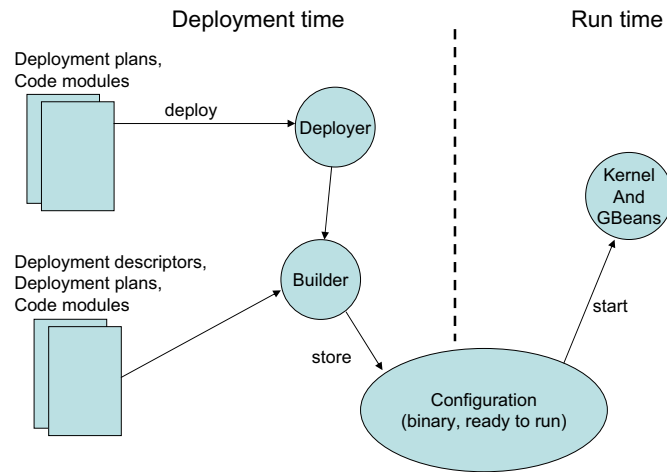 Deployment time
Run time
Deployment plans,
Code modules
deploy
Deployer
Kernel
And
GBeans
Deployment descriptors,
Deployment plans,
Code modules
Builder
start
store
Configuration
(binary, ready to run)